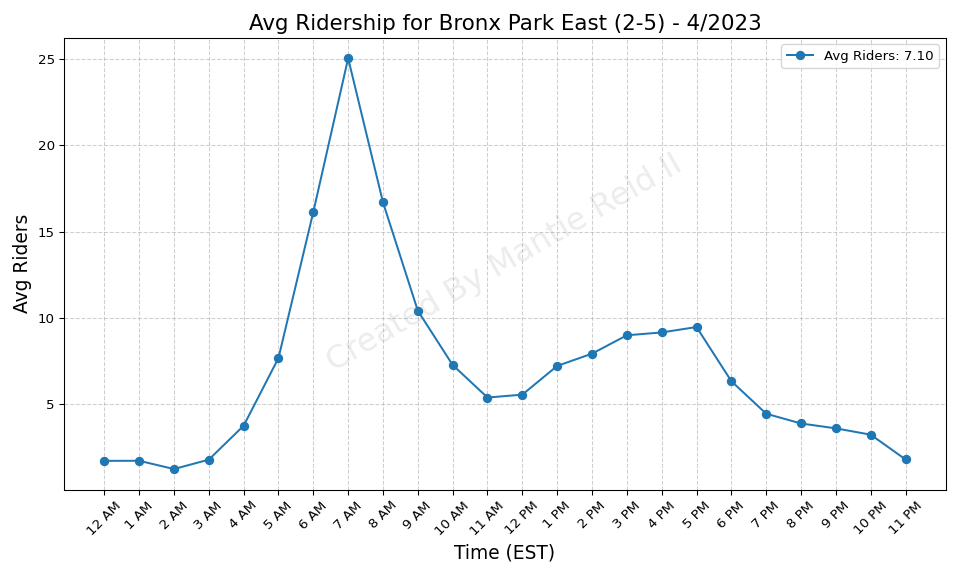 Avg Ridership for Bronx Park East (2-5) - 4/2023
Avg Riders: 7.10
25
20
15
10
5
Avg Riders
Created By Mantle Reid II
12 AM
1 AM
2 AM
3 AM
4 AM
5 AM
6 AM
7 AM
8 AM
9 AM
10 AM
11 AM
12 PM
1 PM
2 PM
3 PM
4 PM
5 PM
6 PM
7 PM
8 PM
9 PM
10 PM
11 PM
Time (EST)